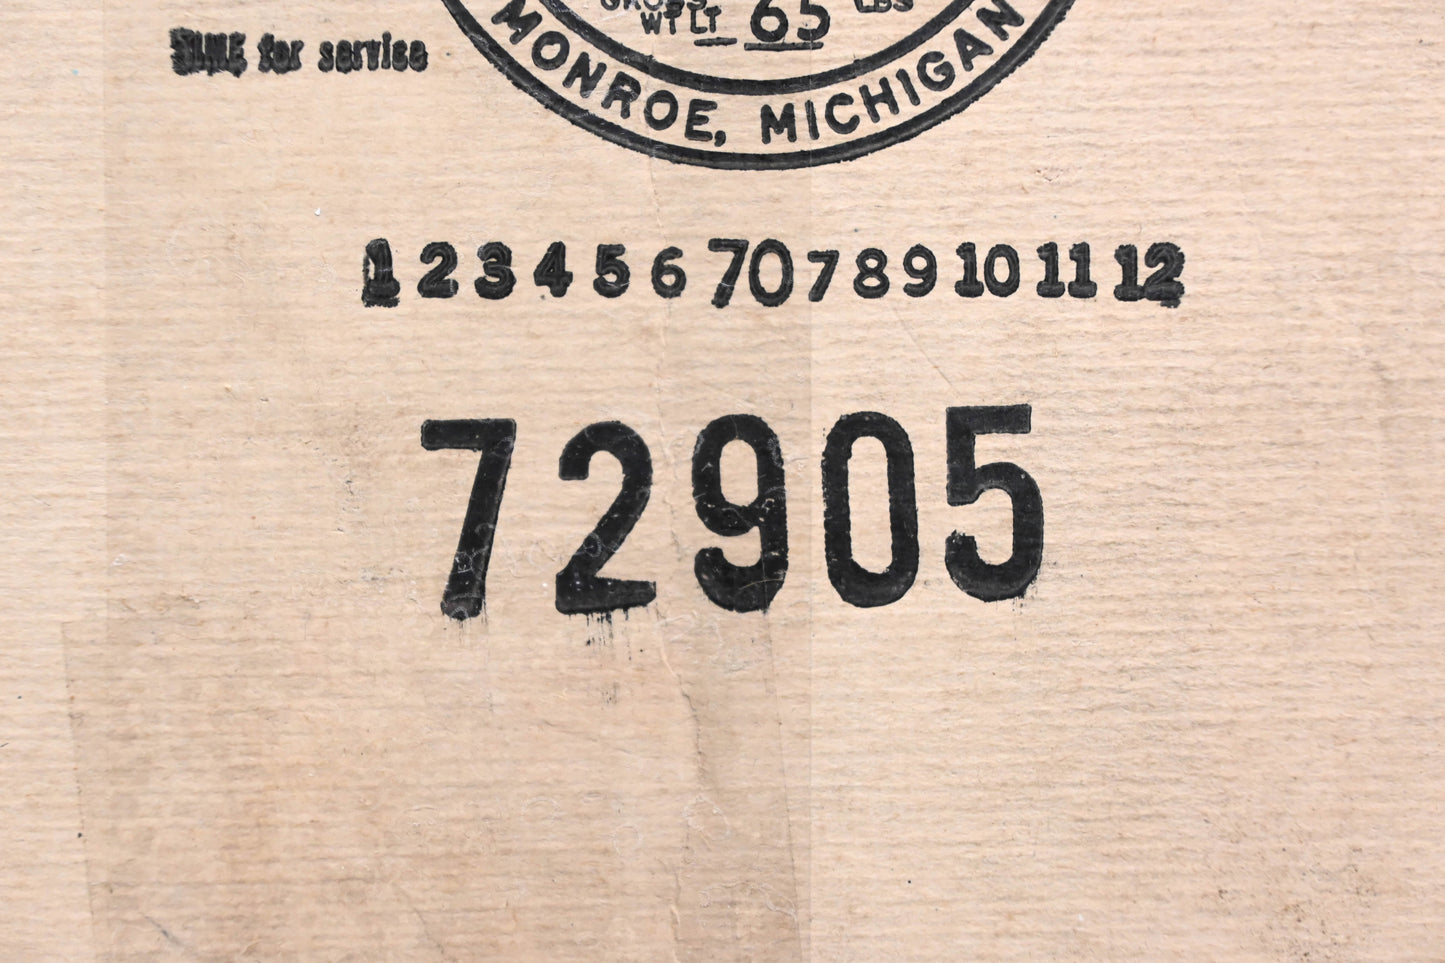 GROSS
WT LT 65 LBS
MONROE, MICHIGAN
for service
1 2 3 4 5 6 70 7 8 9 10 11 12
72905